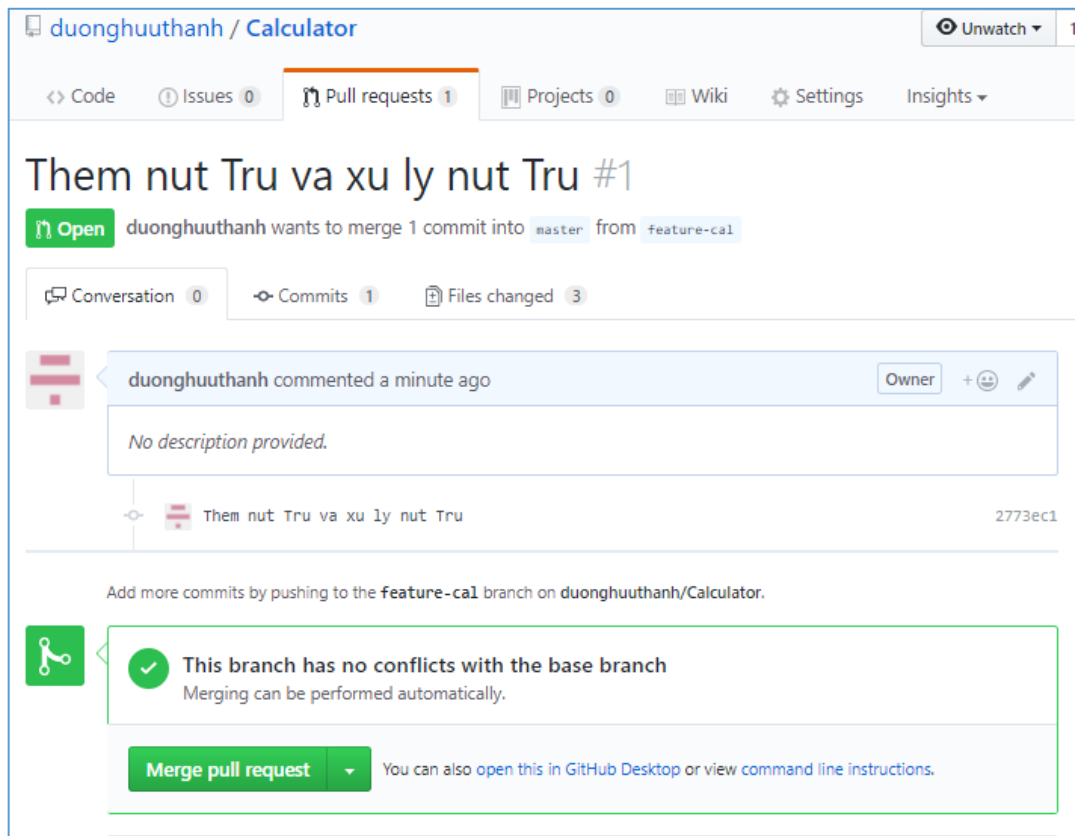 duonghuuthanh / Calculator
Unwatch
1
<> Code
Issues 0
Pull requests 1
Projects 0
Wiki
Settings
Insights
Them nut Tru va xu ly nut Tru #1
Open duonghuuthanh wants to merge 1 commit into master from feature-cal
Conversation 0
Commits 1
Files changed 3
duonghuuthanh commented a minute ago
Owner
No description provided.
Them nut Tru va xu ly nut Tru 2773ec1
Add more commits by pushing to the feature-cal branch on duonghuuthanh/Calculator.
This branch has no conflicts with the base branch
Merging can be performed automatically.
Merge pull request
You can also open this in GitHub Desktop or view command line instructions.